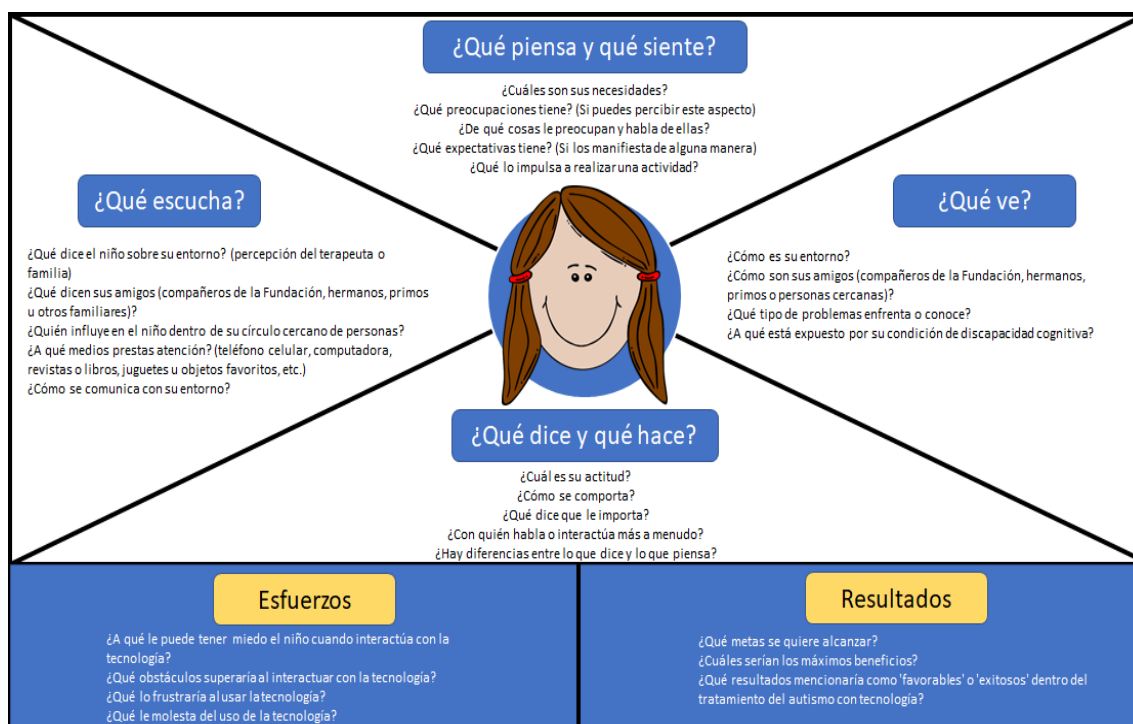 ¿Qué piensa y qué siente?
¿Cuáles son sus necesidades?
¿Qué preocupaciones tiene? (Si puedes percibir este aspecto)
¿De qué cosas le preocupan y habla de ellas?
¿Qué expectativas tiene? (Si los manifiesta de alguna manera)
¿Qué lo impulsa a realizar una actividad?
¿Qué escucha?
¿Qué dice el niño sobre su entorno? (percepción del terapeuta o
familia)
¿Qué dicen sus amigos (compañeros de la Fundación, hermanos, primos
u otros familiares)?
¿Quién influye en el niño dentro de su círculo cercano de personas?
¿A qué medios prestas atención? (teléfono celular, computadora,
revistas o libros, juguetes u objetos favoritos, etc.)
¿Cómo se comunica con su entorno?
¿Qué ve?
¿Cómo es su entorno?
¿Cómo son sus amigos (compañeros de la Fundación, hermanos,
primos o personas cercanas)?
¿Qué tipo de problemas enfrenta o conoce?
¿A qué está expuesto por su condición de discapacidad cognitiva?
¿Qué dice y qué hace?
¿Cuál es su actitud?
¿Cómo se comporta?
¿Qué dice que le importa?
¿Con quién habla o interactúa más a menudo?
¿Hay diferencias entre lo que dice y lo que piensa?
Esfuerzos
¿A qué le puede tener miedo el niño cuando interactúa con la
tecnología?
¿Qué obstáculos superaría al interactuar con la tecnología?
¿Qué lo frustraría al usar la tecnología?
¿Qué le molesta del uso de la tecnología?
Resultados
¿Qué metas se quiere alcanzar?
¿Cuáles serían los máximos beneficios?
¿Qué resultados mencionaría como 'favorables' o 'exitosos' dentro del
tratamiento del autismo con tecnología?